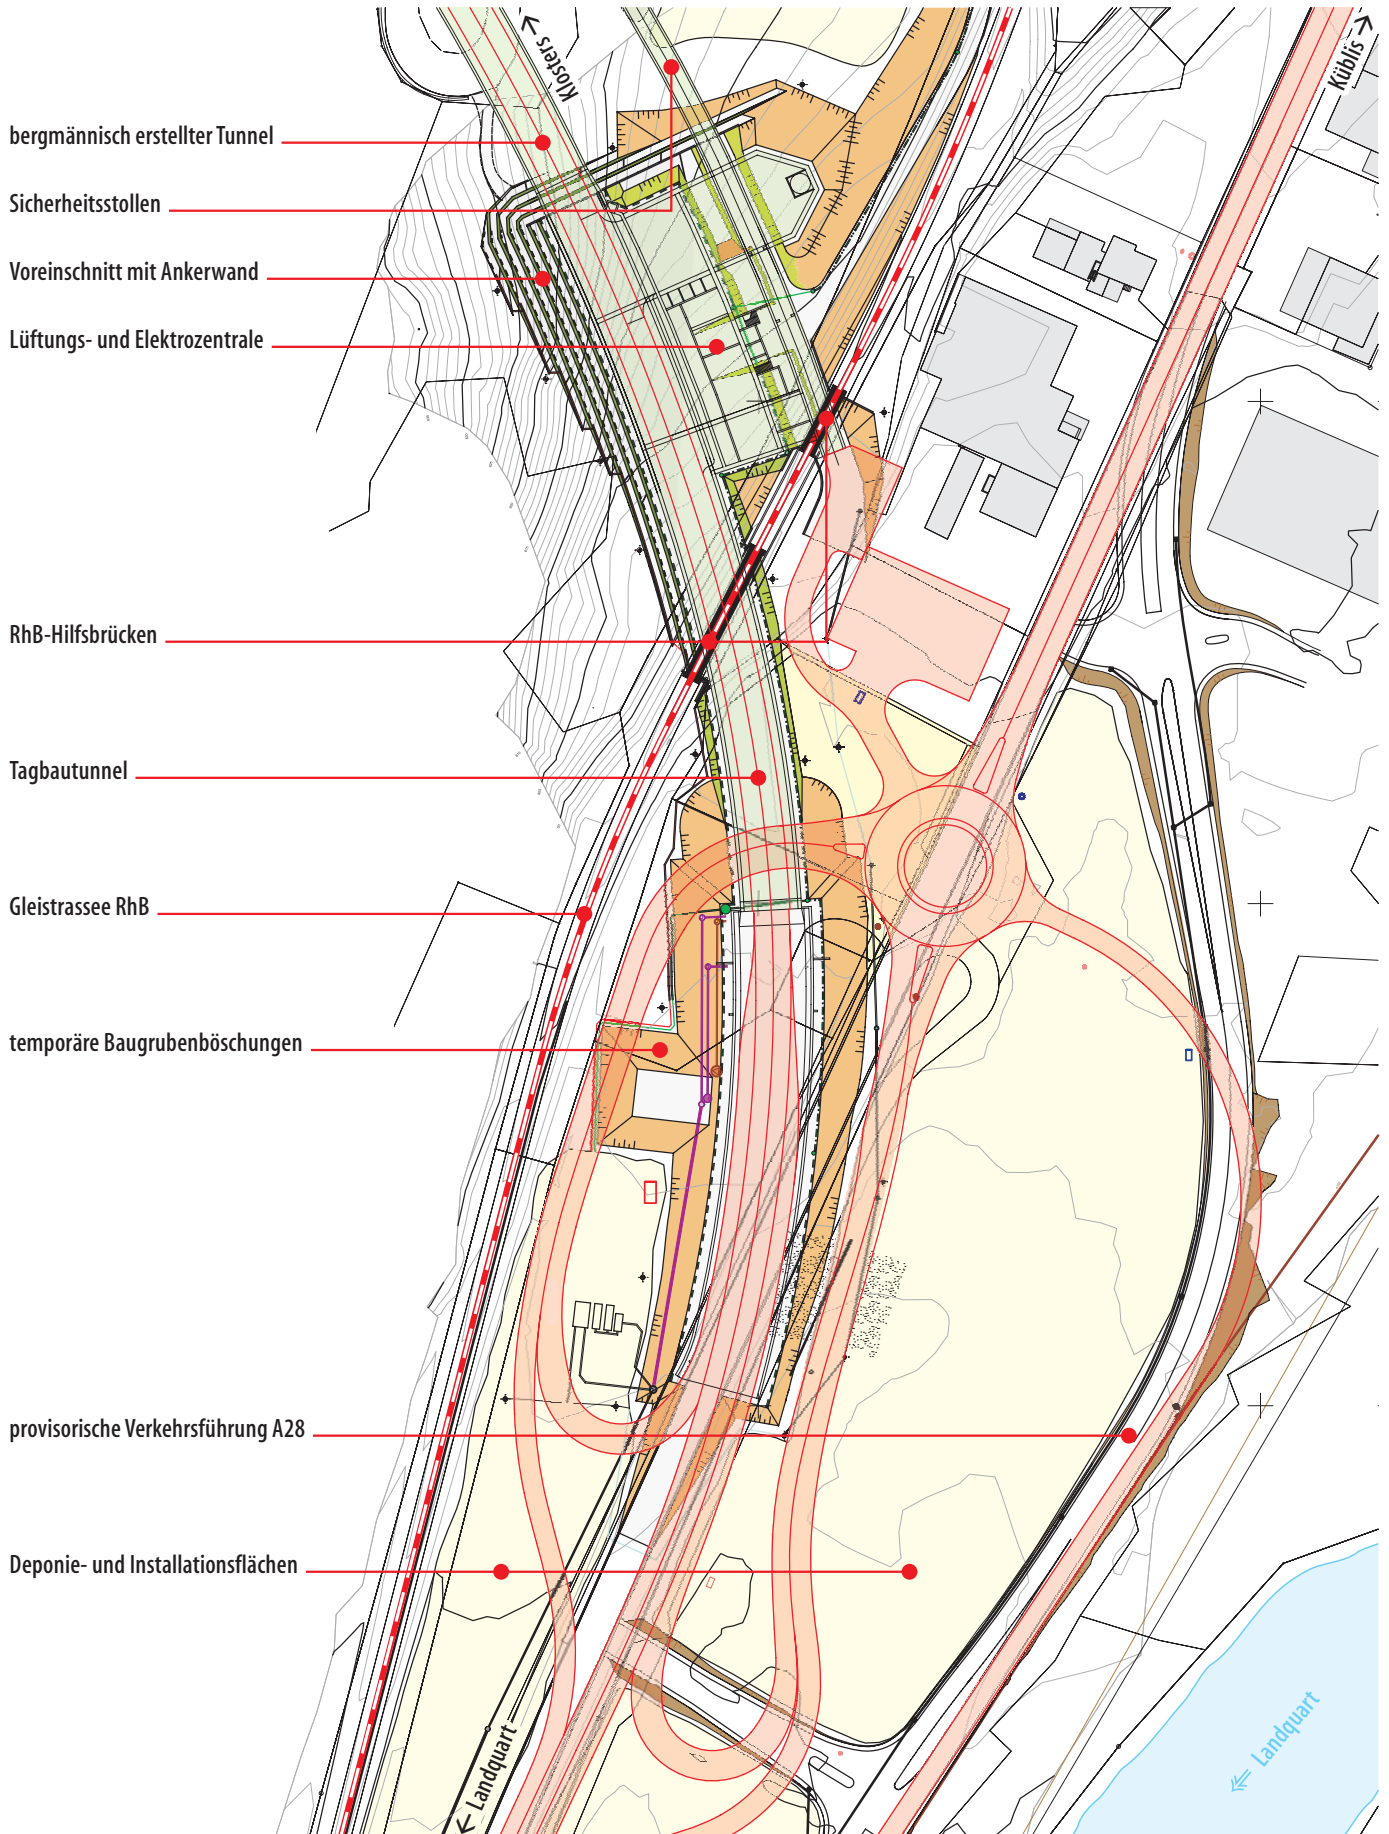 Klosters
Küblis
bergmännisch erstellter Tunnel
Sicherheitsstollen
Voreinschnitt mit Ankerwand
Lüftungs- und Elektrozentrale
RhB-Hilfsbrücken
Tagbautunnel
Gleistrassee RhB
temporäre Baugrubenböschungen
provisorische Verkehrsführung A28
Deponie- und Installationsflächen
Landquart
Landquart